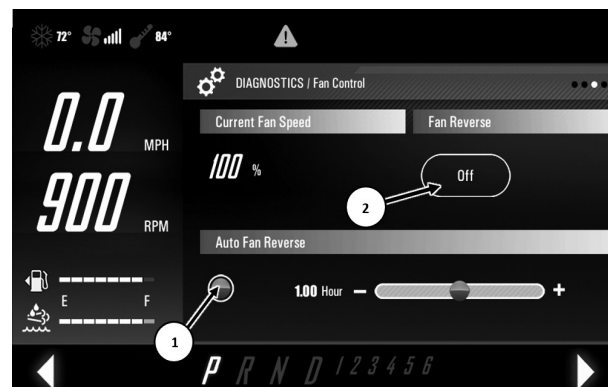 72° 84°
DIAGNOSTICS / Fan Control
Current Fan Speed Fan Reverse
0.0 MPH
100 % Off
2
900 RPM
Auto Fan Reverse
1.00 Hour − +
E F
1
P R N D 1 2 3 4 5 6